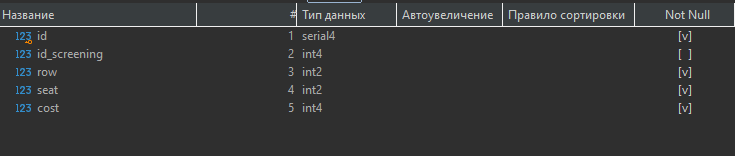 Название # Тип данных Автоувеличение Правило сортировки Not Null
123 id 1 serial4 [v]
123 id_screening 2 int4 [ ]
123 row 3 int2 [v]
123 seat 4 int2 [v]
123 cost 5 int4 [v]